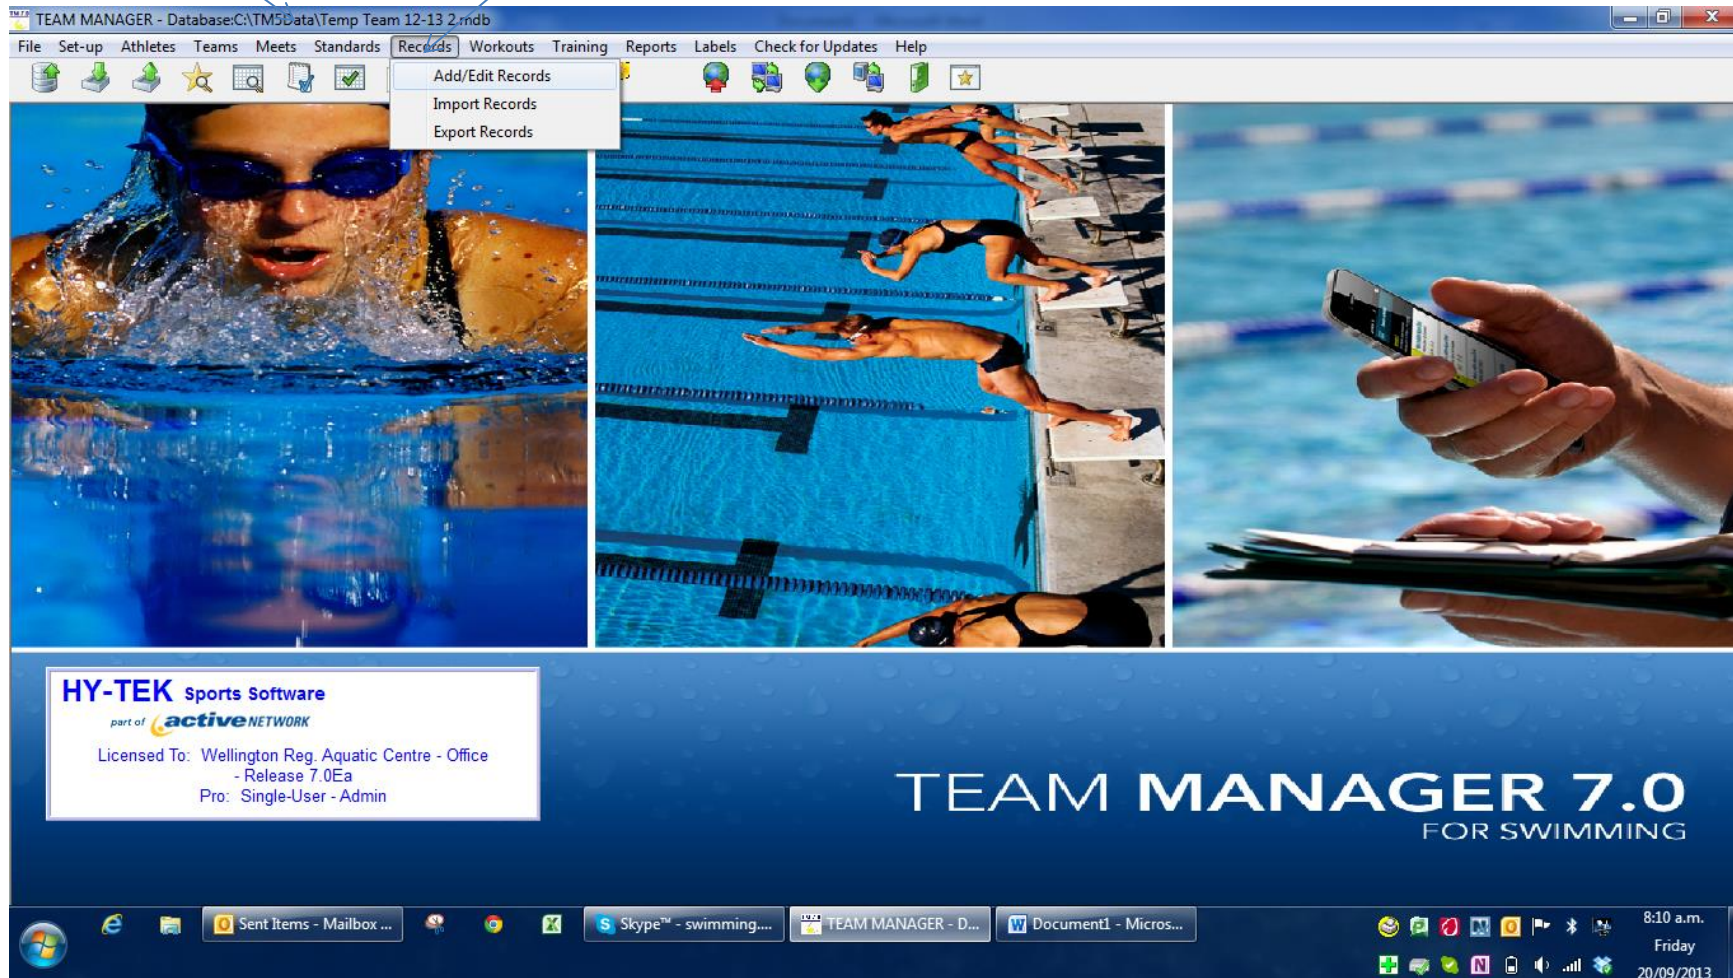 TEAM MANAGER - Database:C:\TM5Data\Temp Team 12-13 2.mdb
File Set-up Athletes Teams Meets Standards Records Workouts Training Reports Labels Check for Updates Help
Add/Edit Records
Import Records
Export Records
HY-TEK Sports Software
part of active NETWORK
Licensed To: Wellington Reg. Aquatic Centre - Office
- Release 7.0Ea
Pro: Single-User - Admin
TEAM MANAGER 7.0
FOR SWIMMING
Sent Items - Mailbox ...
Skype™ - swimming....
TEAM MANAGER - D...
Document1 - Micros...
8:10 a.m.
Friday
20/09/2013